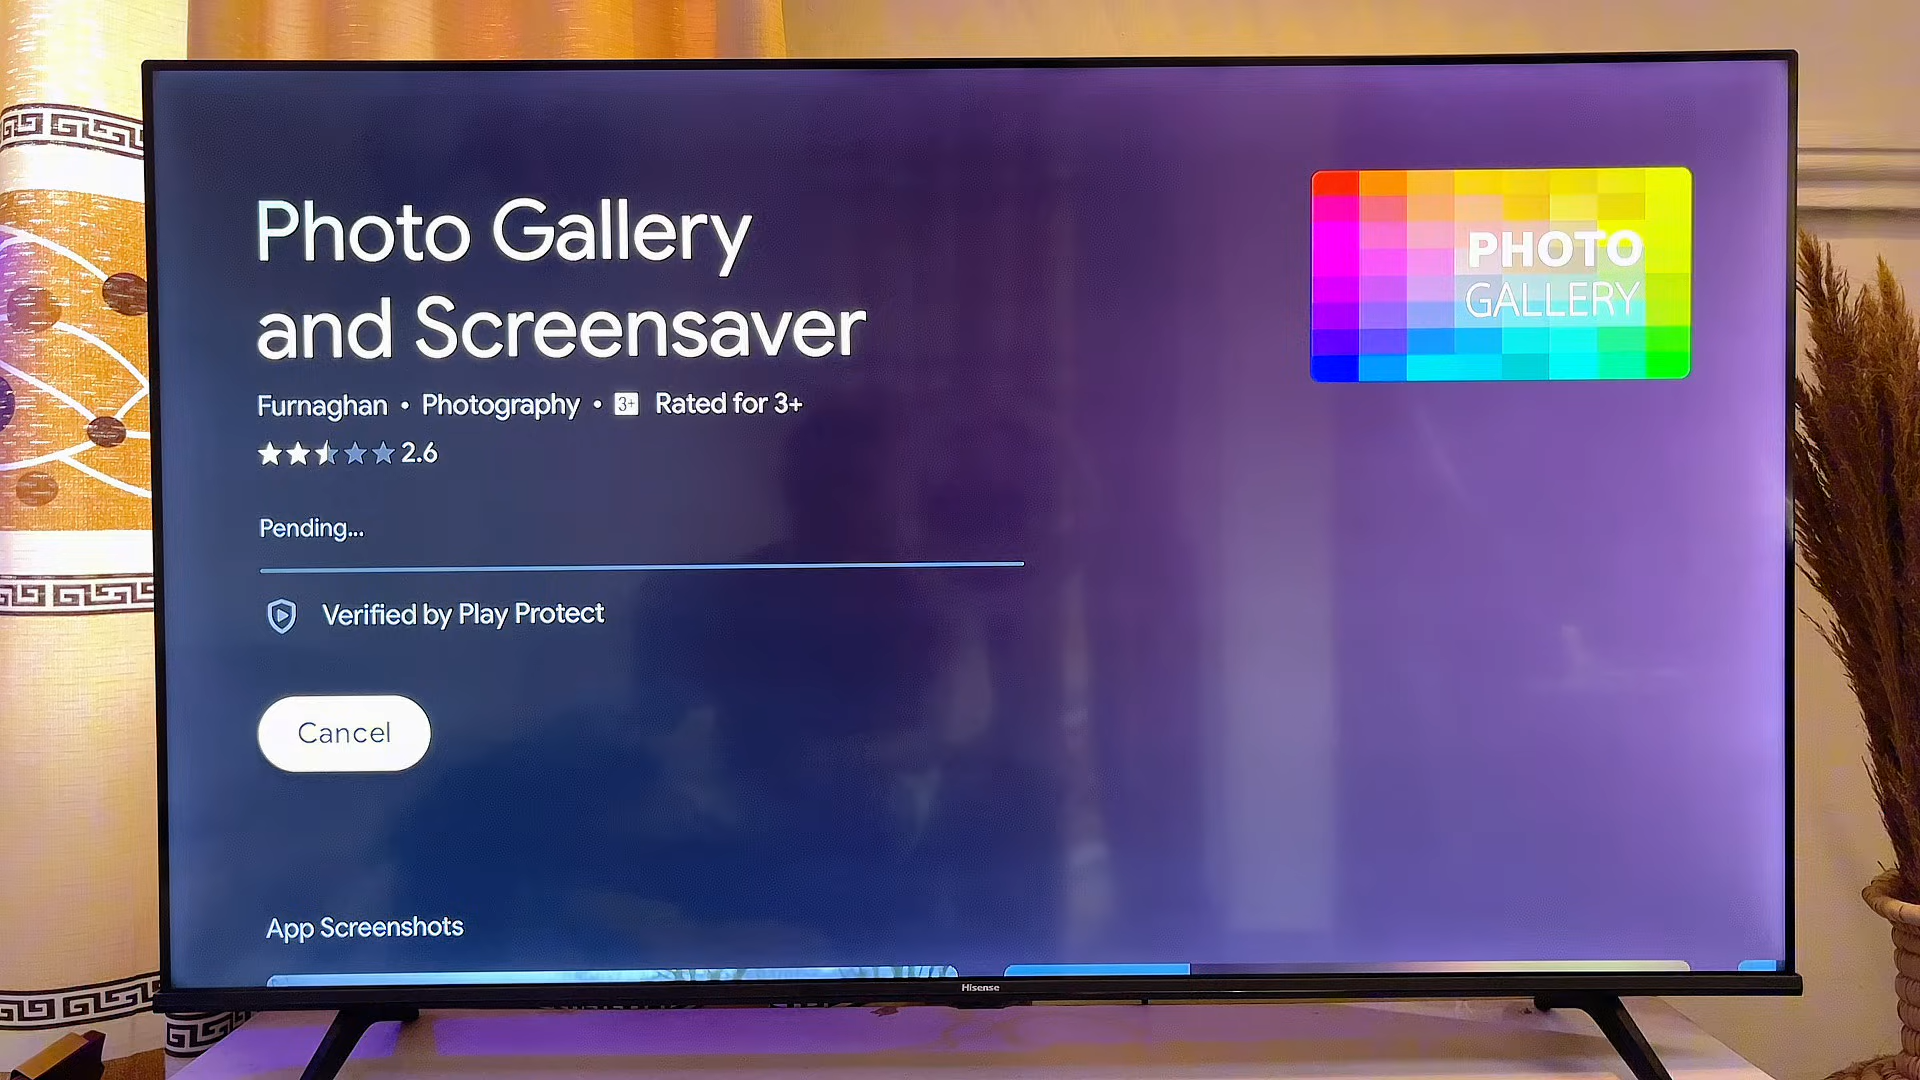 Photo Gallery
and Screensaver
Furnaghan • Photography • 3+ Rated for 3+
2.6
Pending...
Verified by Play Protect
Cancel
App Screenshots
PHOTO
GALLERY
Hisense